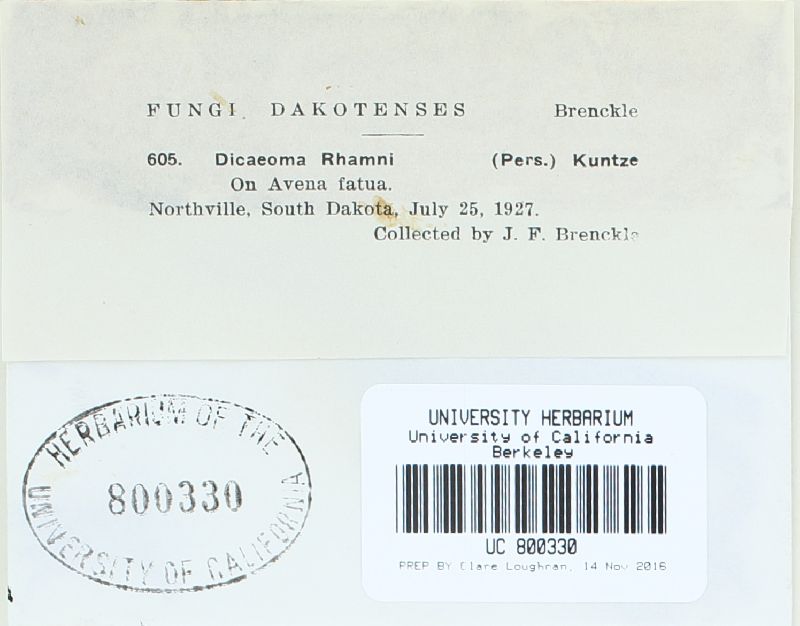 FUNGI DAKOTENSES Brenckle
605. Dicaeoma Rhamni (Pers.) Kuntze
On Avena fatua.
Northville, South Dakota, July 25, 1927.
Collected by J. F. Brenckle
HERBARIUM OF THE
800330
UNIVERSITY OF CALIFORNIA
UNIVERSITY HERBARIUM
University of California
Berkeley
UC 800330
PREP BY Clare Loughran, 14 Nov 2016